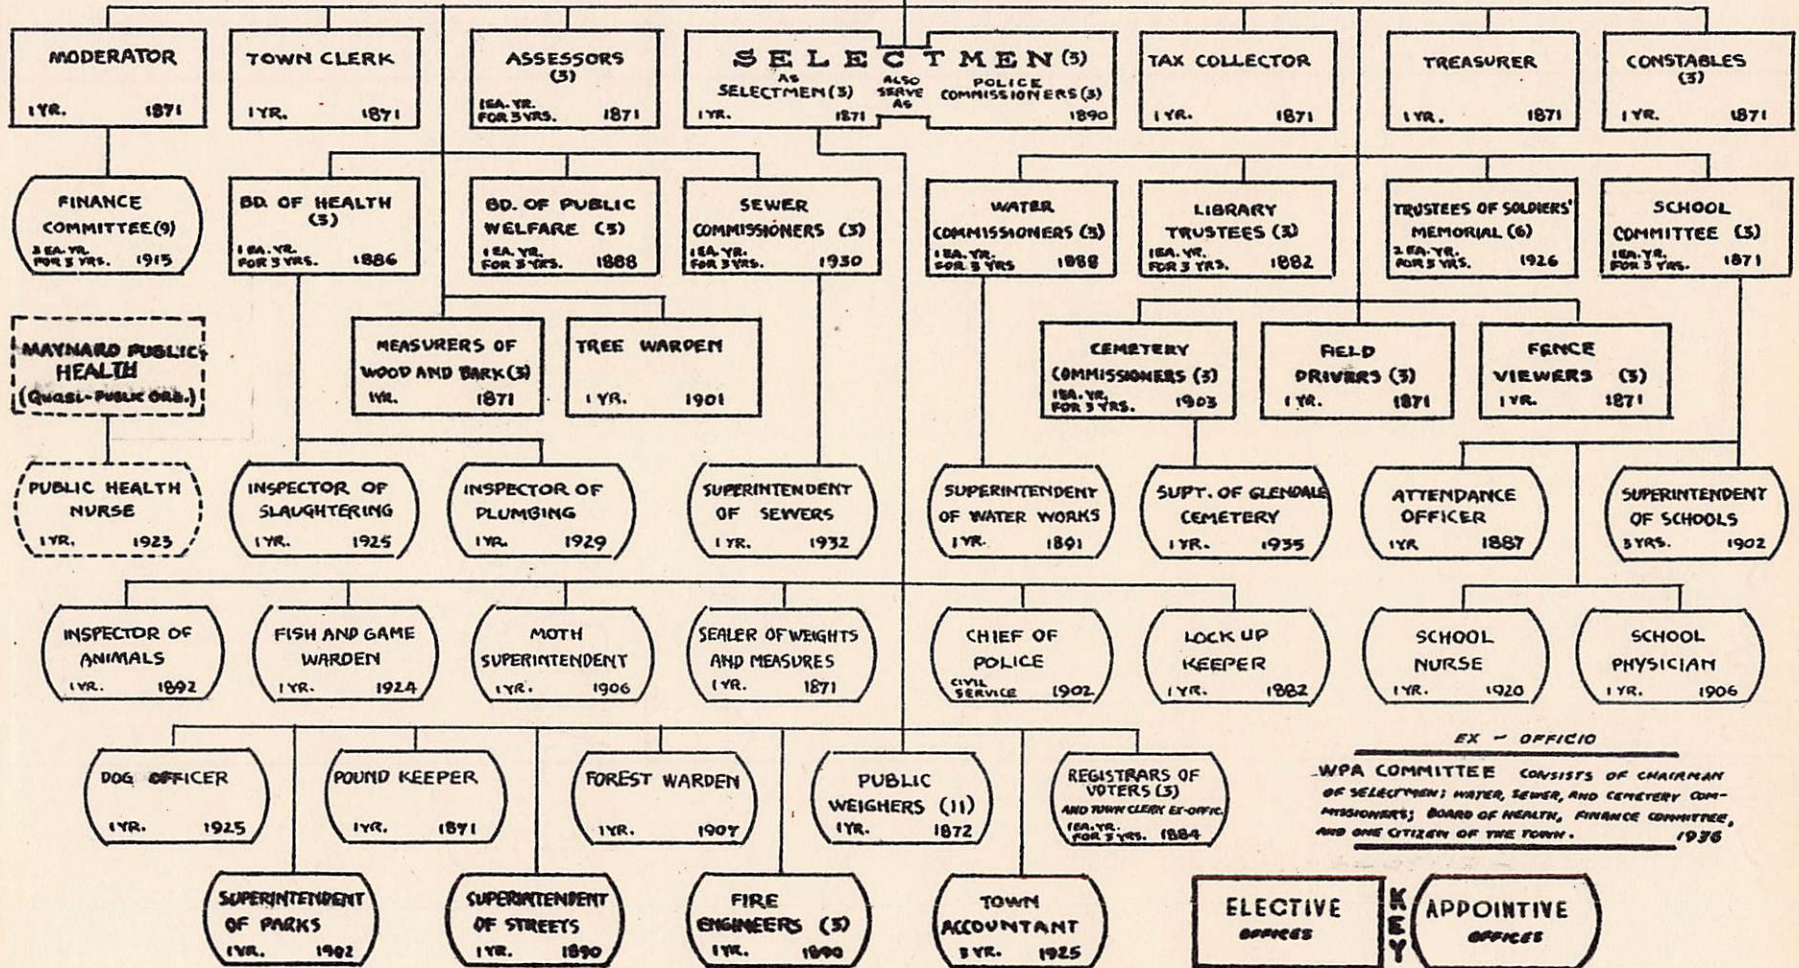 MODERATOR
1 YR. 1871
TOWN CLERK
1 YR. 1871
ASSESSORS
(3)
1 EA. YR.
FOR 3 YRS. 1871
SELECTMEN (3)
AS
SELECTMEN (3)
1 YR. 1871
ALSO
SERVE
AS
POLICE
COMMISSIONERS (3)
1890
TAX COLLECTOR
1 YR. 1871
TREASURER
1 YR. 1871
CONSTABLES
(3)
1 YR. 1871
FINANCE
COMMITTEE (9)
3 EA. YR.
FOR 3 YRS. 1915
BD. OF HEALTH
(3)
1 EA. YR.
FOR 3 YRS. 1886
BD. OF PUBLIC
WELFARE (3)
1 EA. YR.
FOR 3 YRS. 1888
SEWER
COMMISSIONERS (3)
1 EA. YR.
FOR 3 YRS. 1930
WATER
COMMISSIONERS (3)
1 EA. YR.
FOR 3 YRS 1888
LIBRARY
TRUSTEES (3)
1 EA. YR.
FOR 3 YRS. 1882
TRUSTEES OF SOLDIERS'
MEMORIAL (6)
2 EA. YR.
FOR 3 YRS. 1926
SCHOOL
COMMITTEE (3)
1 EA. YR.
FOR 3 YRS. 1871
MAYNARD PUBLIC
HEALTH
(QUASI-PUBLIC ORG.)
MEASURERS OF
WOOD AND BARK (3)
1 YR. 1871
TREE WARDEN
1 YR. 1901
CEMETERY
COMMISSIONERS (3)
1 EA. YR.
FOR 3 YRS. 1903
FIELD
DRIVERS (3)
1 YR. 1871
FENCE
VIEWERS (3)
1 YR. 1871
PUBLIC HEALTH
NURSE
1 YR. 1923
INSPECTOR OF
SLAUGHTERING
1 YR. 1925
INSPECTOR OF
PLUMBING
1 YR. 1929
SUPERINTENDENT
OF SEWERS
1 YR. 1932
SUPERINTENDENT
OF WATER WORKS
1 YR. 1891
SUPT. OF GLENDALE
CEMETERY
1 YR. 1935
ATTENDANCE
OFFICER
1 YR 1887
SUPERINTENDENT
OF SCHOOLS
3 YRS. 1902
INSPECTOR OF
ANIMALS
1 YR. 1892
FISH AND GAME
WARDEN
1 YR. 1924
MOTH
SUPERINTENDENT
1 YR. 1906
SEALER OF WEIGHTS
AND MEASURES
1 YR. 1871
CHIEF OF
POLICE
CIVIL
SERVICE 1902
LOCK UP
KEEPER
1 YR. 1882
SCHOOL
NURSE
1 YR. 1920
SCHOOL
PHYSICIAN
1 YR. 1906
DOG OFFICER
1 YR. 1925
POUND KEEPER
1 YR. 1871
FOREST WARDEN
1 YR. 1907
PUBLIC
WEIGHERS (11)
1 YR. 1872
REGISTRARS OF
VOTERS (3)
AND TOWN CLERK EX-OFFIC.
1 EA. YR.
FOR 3 YRS. 1884
EX - OFFICIO
WPA COMMITTEE CONSISTS OF CHAIRMAN
OF SELECTMEN; WATER, SEWER, AND CEMETERY COM-
MISSIONERS; BOARD OF HEALTH, FINANCE COMMITTEE,
AND ONE CITIZEN OF THE TOWN. 1936
SUPERINTENDENT
OF PARKS
1 YR. 1902
SUPERINTENDENT
OF STREETS
1 YR. 1890
FIRE
ENGINEERS (3)
1 YR. 1890
TOWN
ACCOUNTANT
3 YR. 1925
ELECTIVE
OFFICES
KEY
APPOINTIVE
OFFICES